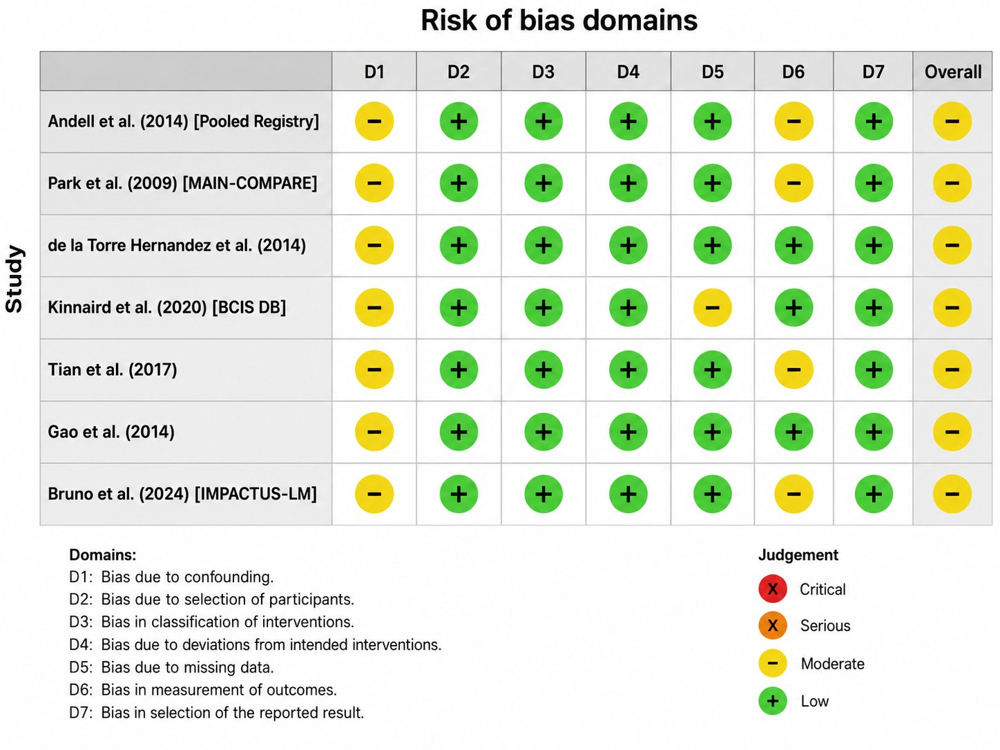 Risk of bias domains
D1 D2 D3 D4 D5 D6 D7 Overall
Study
Andell et al. (2014) [Pooled Registry] − + + + + − + −
Park et al. (2009) [MAIN-COMPARE] − + + + + − + −
de la Torre Hernandez et al. (2014) − + + + + + + −
Kinnaird et al. (2020) [BCIS DB] − + + + − + + −
Tian et al. (2017) − + + + + − + −
Gao et al. (2014) − + + + + + + −
Bruno et al. (2024) [IMPACTUS-LM] − + + + + − + −
Domains:
D1: Bias due to confounding.
D2: Bias due to selection of participants.
D3: Bias in classification of interventions.
D4: Bias due to deviations from intended interventions.
D5: Bias due to missing data.
D6: Bias in measurement of outcomes.
D7: Bias in selection of the reported result.
Judgement
X Critical
X Serious
− Moderate
+ Low